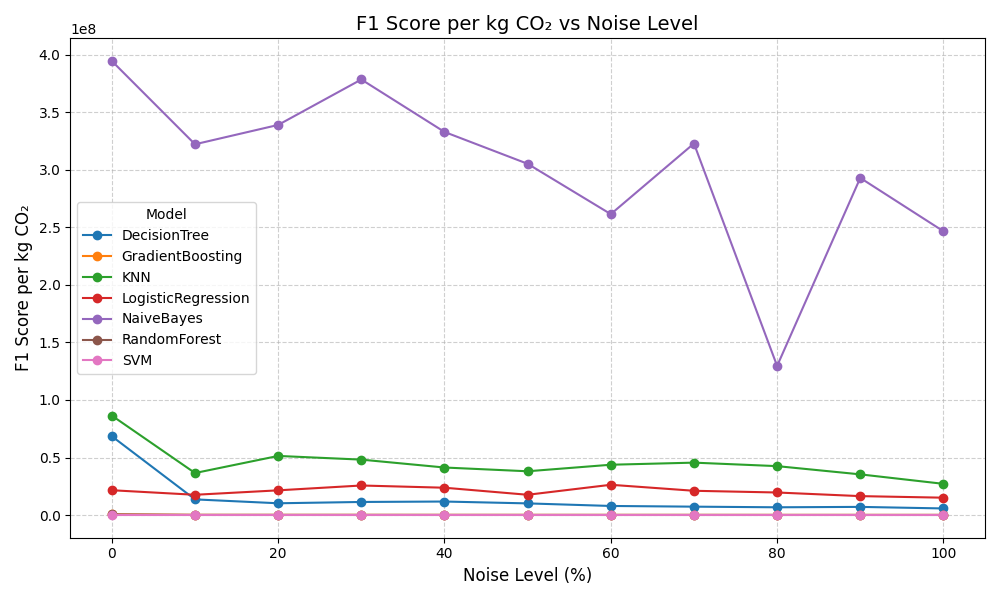 F1 Score per kg CO₂ vs Noise Level
1e8
4.0
3.5
3.0
2.5
2.0
1.5
1.0
0.5
0.0
F1 Score per kg CO₂
Model
DecisionTree
GradientBoosting
KNN
LogisticRegression
NaiveBayes
RandomForest
SVM
0 20 40 60 80 100
Noise Level (%)